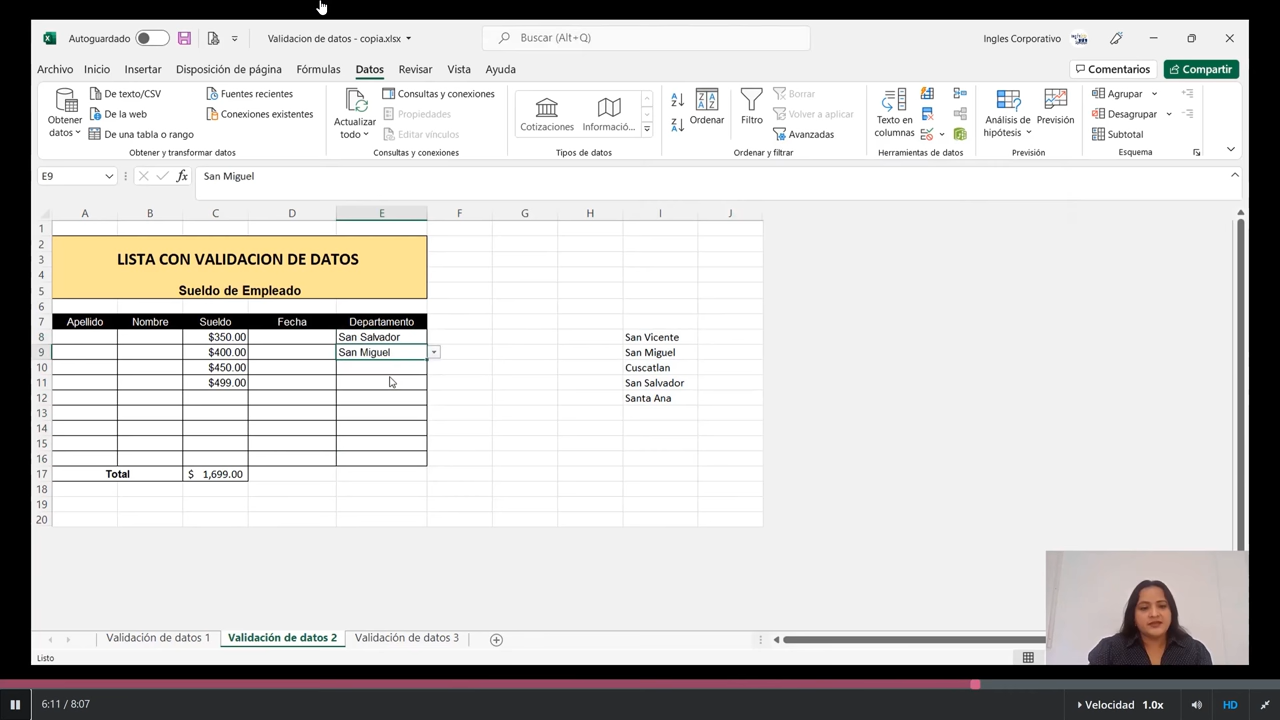 Autoguardado Validacion de datos - copia.xlsx Buscar (Alt+Q) Ingles Corporativo
Archivo Inicio Insertar Disposición de página Fórmulas Datos Revisar Vista Ayuda Comentarios Compartir
Obtener datos
De texto/CSV
De la web
De una tabla o rango
Fuentes recientes
Conexiones existentes
Obtener y transformar datos
Actualizar todo
Consultas y conexiones
Propiedades
Editar vínculos
Consultas y conexiones
Cotizaciones Informació...
Tipos de datos
Ordenar
Filtro
Borrar
Volver a aplicar
Avanzadas
Ordenar y filtrar
Texto en columnas
Herramientas de datos
Análisis de hipótesis
Previsión
Previsión
Agrupar
Desagrupar
Subtotal
Esquema
E9 fx San Miguel
A B C D E F G H I J
1
2
3 LISTA CON VALIDACION DE DATOS
4
5 Sueldo de Empleado
6
7 Apellido Nombre Sueldo Fecha Departamento
8 $350.00 San Salvador San Vicente
9 $400.00 San Miguel San Miguel
10 $450.00 Cuscatlan
11 $499.00 San Salvador
12 Santa Ana
13
14
15
16
17 Total $ 1,699.00
18
19
20
Validación de datos 1 Validación de datos 2 Validación de datos 3
Listo
6:11 / 8:07 Velocidad 1.0x HD